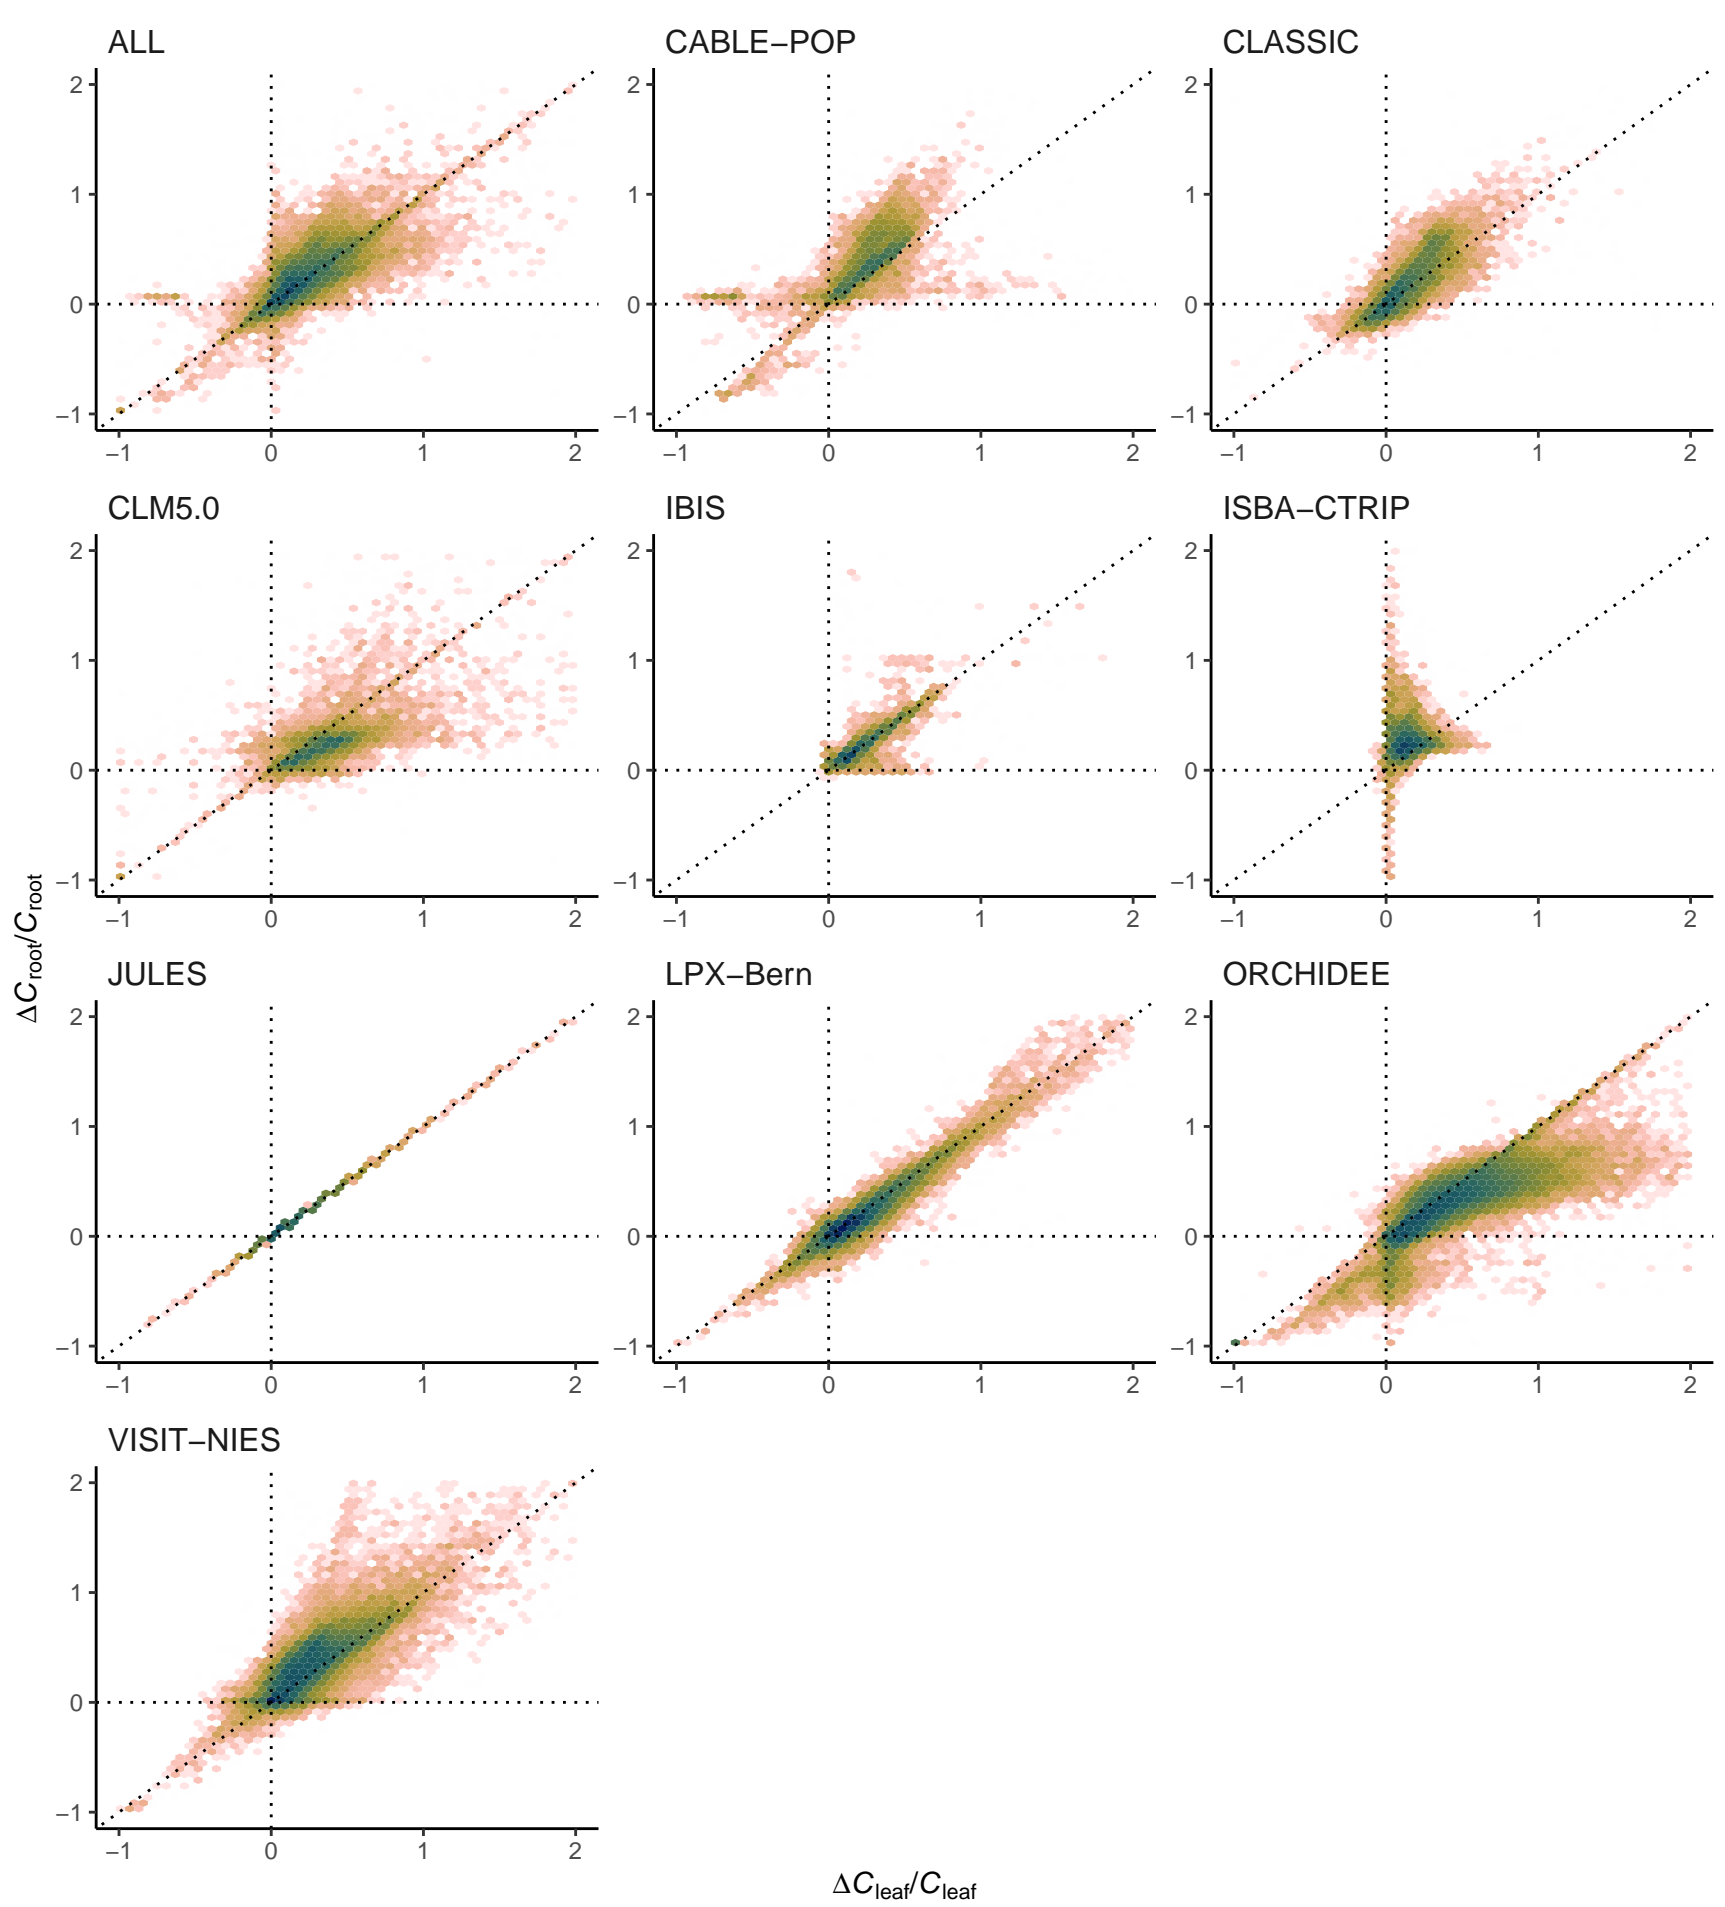 ALL
CABLE−POP
CLASSIC
2
1
0
−1
−1 0 1 2
2
1
0
−1
−1 0 1 2
2
1
0
−1
−1 0 1 2
CLM5.0
IBIS
ISBA−CTRIP
2
1
0
−1
−1 0 1 2
2
1
0
−1
−1 0 1 2
2
1
0
−1
−1 0 1 2
ΔCroot/Croot
JULES
LPX−Bern
ORCHIDEE
2
1
0
−1
−1 0 1 2
2
1
0
−1
−1 0 1 2
2
1
0
−1
−1 0 1 2
VISIT−NIES
2
1
0
−1
−1 0 1 2
ΔCleaf/Cleaf